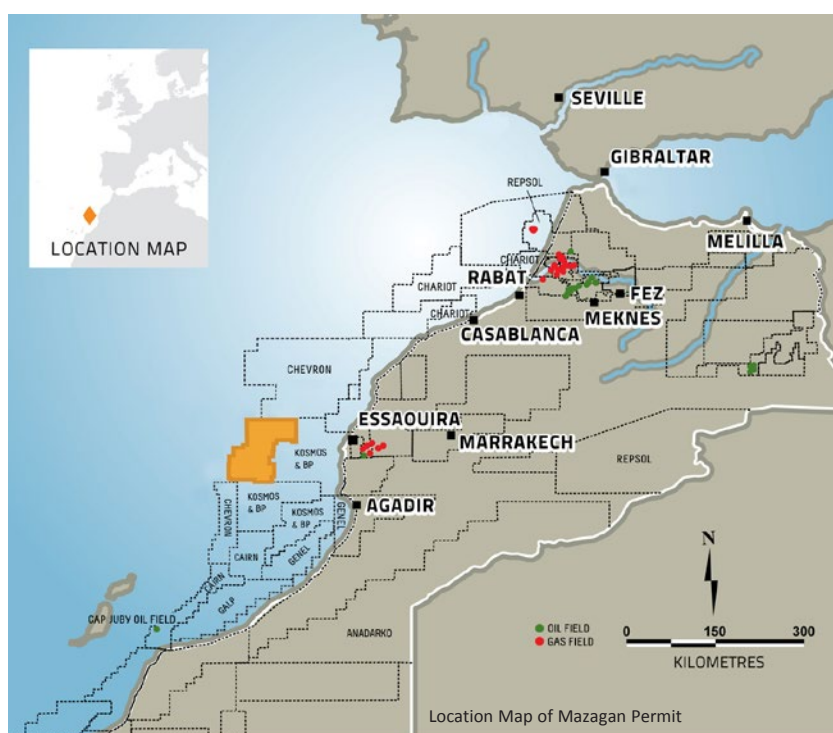 LOCATION MAP
SEVILLE
GIBRALTAR
REPSOL
MELILLA
CHARIOT
RABAT
CHARIOT
FEZ
MEKNES
CHARIOT
CASABLANCA
CHEVRON
ESSAOUIRA
MARRAKECH
KOSMOS
& BP
REPSOL
KOSMOS
& BP
KOSMOS
& BP
CHEVRON
GENEL
AGADIR
CAIRN
GENEL
CAIRN
GALP
CAP JUBY OIL FIELD
ANADARKO
N
OIL FIELD
GAS FIELD
0 150 300
KILOMETRES
Location Map of Mazagan Permit